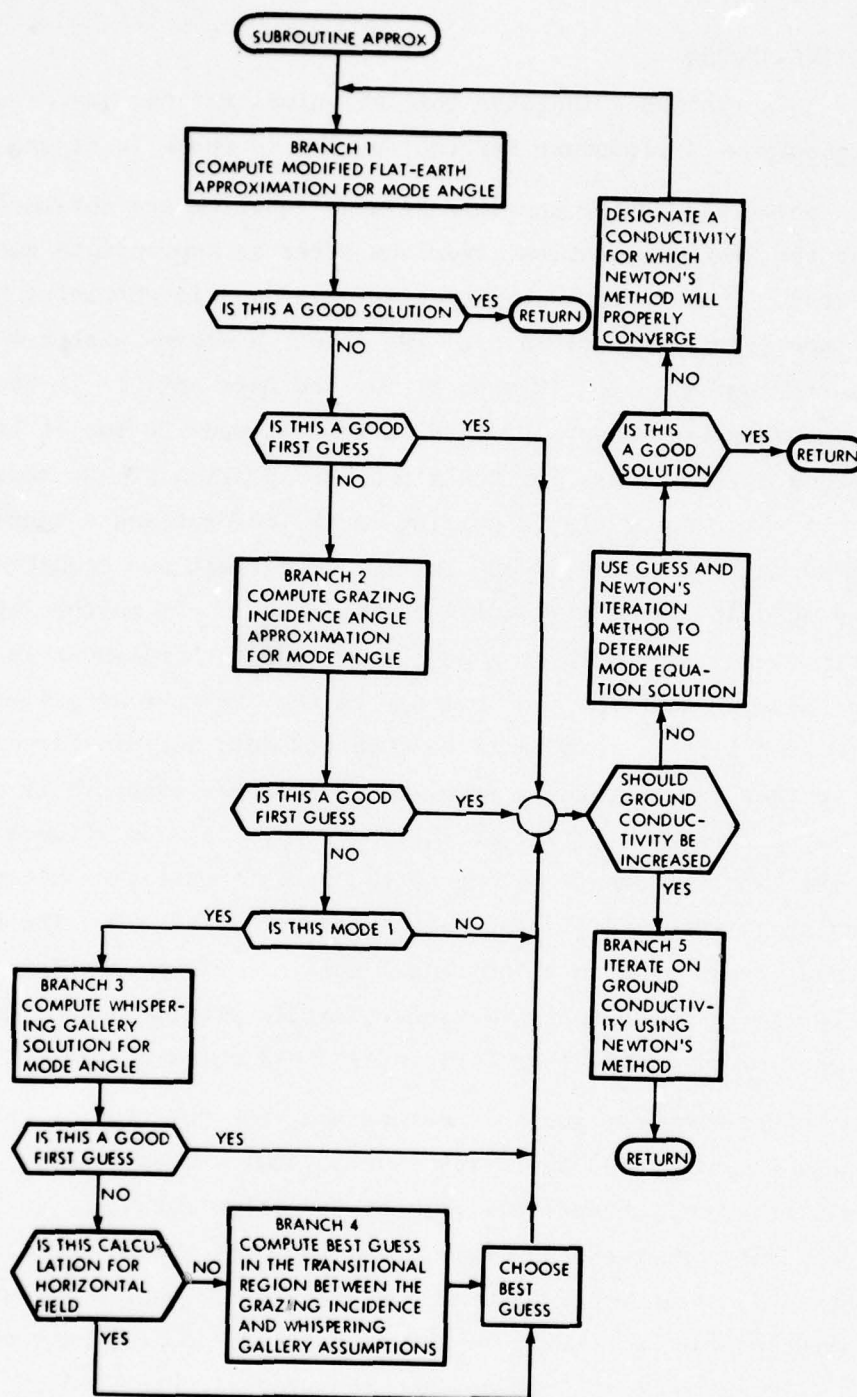 SUBROUTINE APPROX
BRANCH 1
COMPUTE MODIFIED FLAT-EARTH
APPROXIMATION FOR MODE ANGLE
IS THIS A GOOD SOLUTION
YES
RETURN
NO
IS THIS A GOOD
FIRST GUESS
YES
NO
BRANCH 2
COMPUTE GRAZING
INCIDENCE ANGLE
APPROXIMATION
FOR MODE ANGLE
IS THIS A GOOD
FIRST GUESS
YES
NO
IS THIS MODE 1
YES
NO
BRANCH 3
COMPUTE WHISPER-
ING GALLERY
SOLUTION FOR
MODE ANGLE
IS THIS A GOOD
FIRST GUESS
YES
NO
IS THIS CALCU-
LATION FOR
HORIZONTAL
FIELD
NO
YES
BRANCH 4
COMPUTE BEST GUESS
IN THE TRANSITIONAL
REGION BETWEEN THE
GRAZING INCIDENCE
AND WHISPERING
GALLERY ASSUMPTIONS
CHOOSE
BEST
GUESS
DESIGNATE A
CONDUCTIVITY
FOR WHICH
NEWTON'S
METHOD WILL
PROPERLY
CONVERGE
NO
IS THIS
A GOOD
SOLUTION
YES
RETURN
USE GUESS AND
NEWTON'S
ITERATION
METHOD TO
DETERMINE
MODE EQUA-
TION SOLUTION
NO
SHOULD
GROUND
CONDUC-
TIVITY BE
INCREASED
YES
BRANCH 5
ITERATE ON
GROUND
CONDUCTIV-
ITY USING
NEWTON'S
METHOD
RETURN